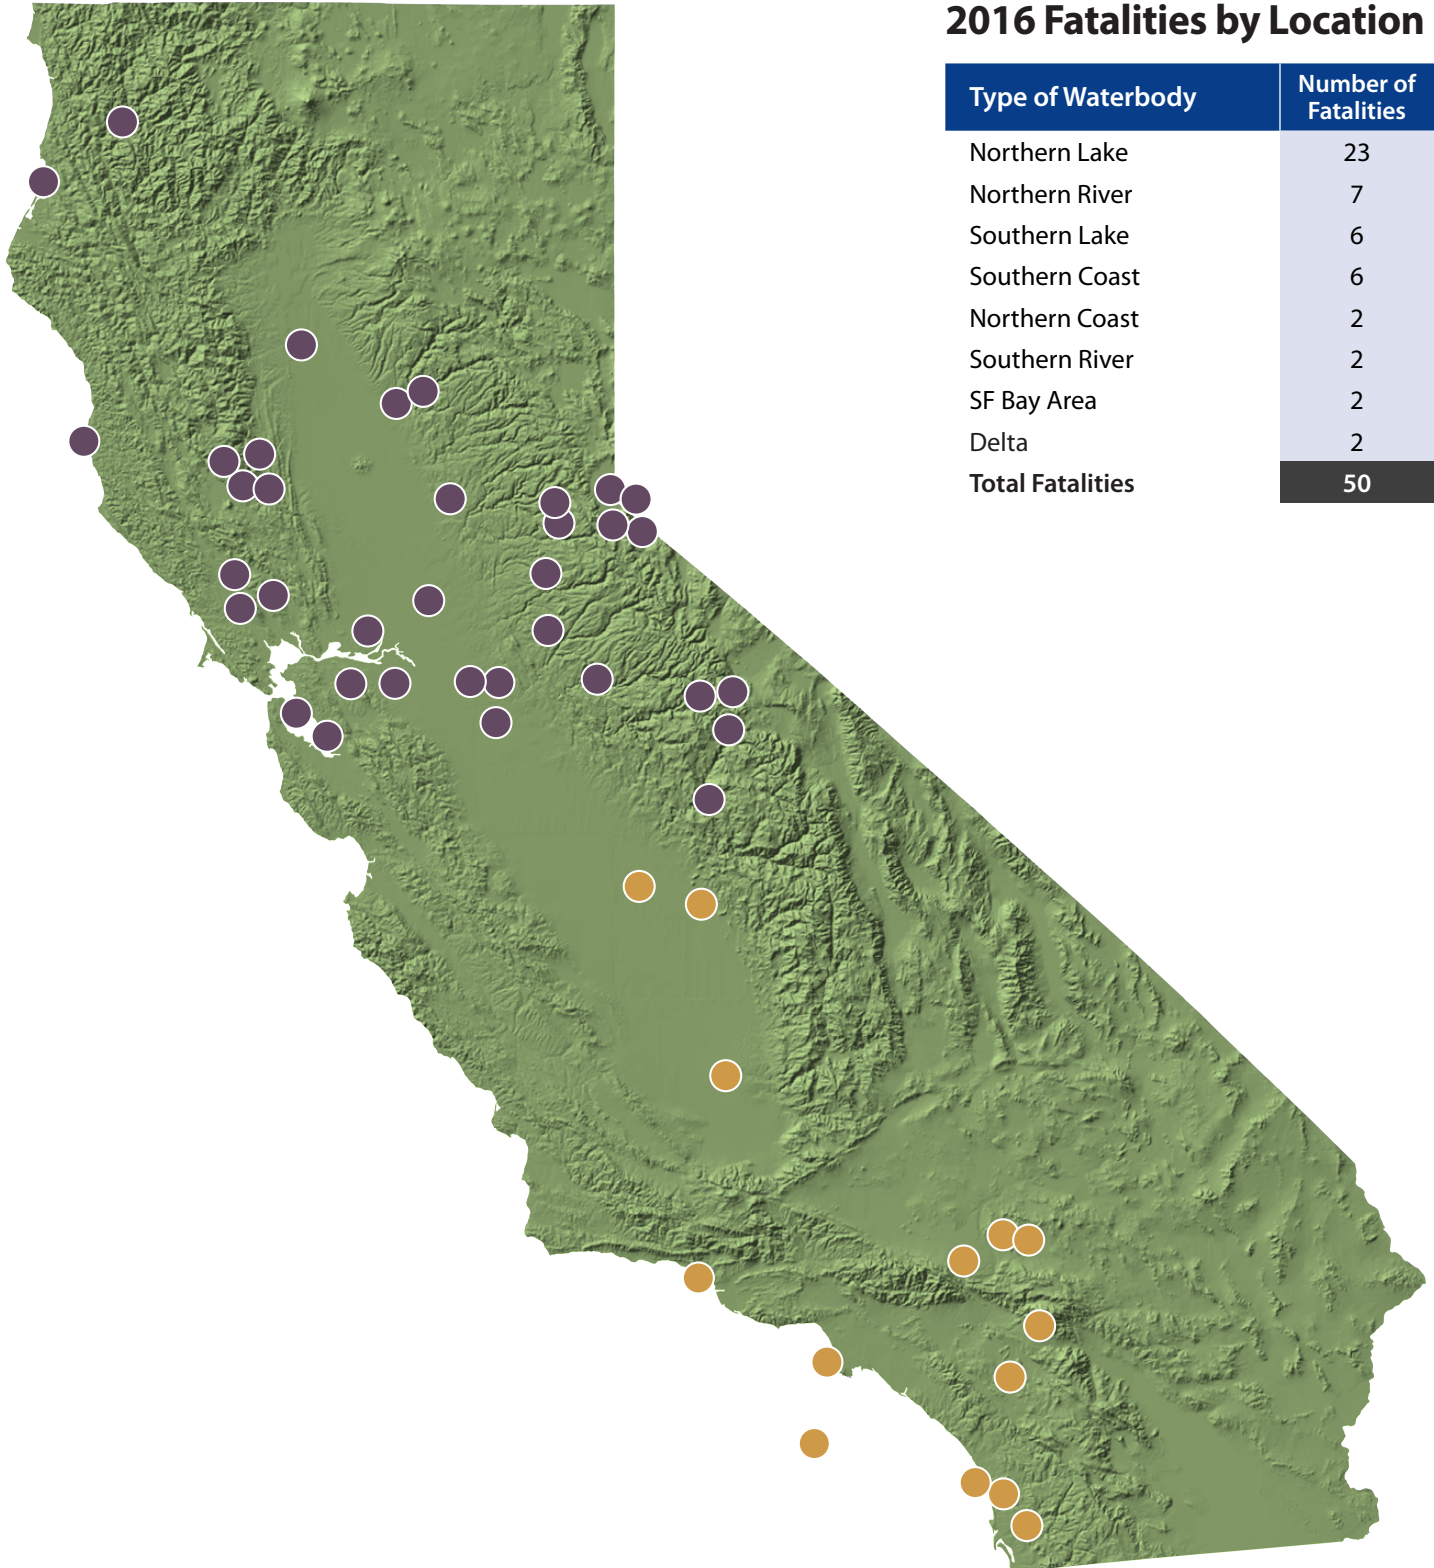 2016 Fatalities by Location
Type of Waterbody Number of Fatalities
Northern Lake 23
Northern River 7
Southern Lake 6
Southern Coast 6
Northern Coast 2
Southern River 2
SF Bay Area 2
Delta 2
Total Fatalities 50